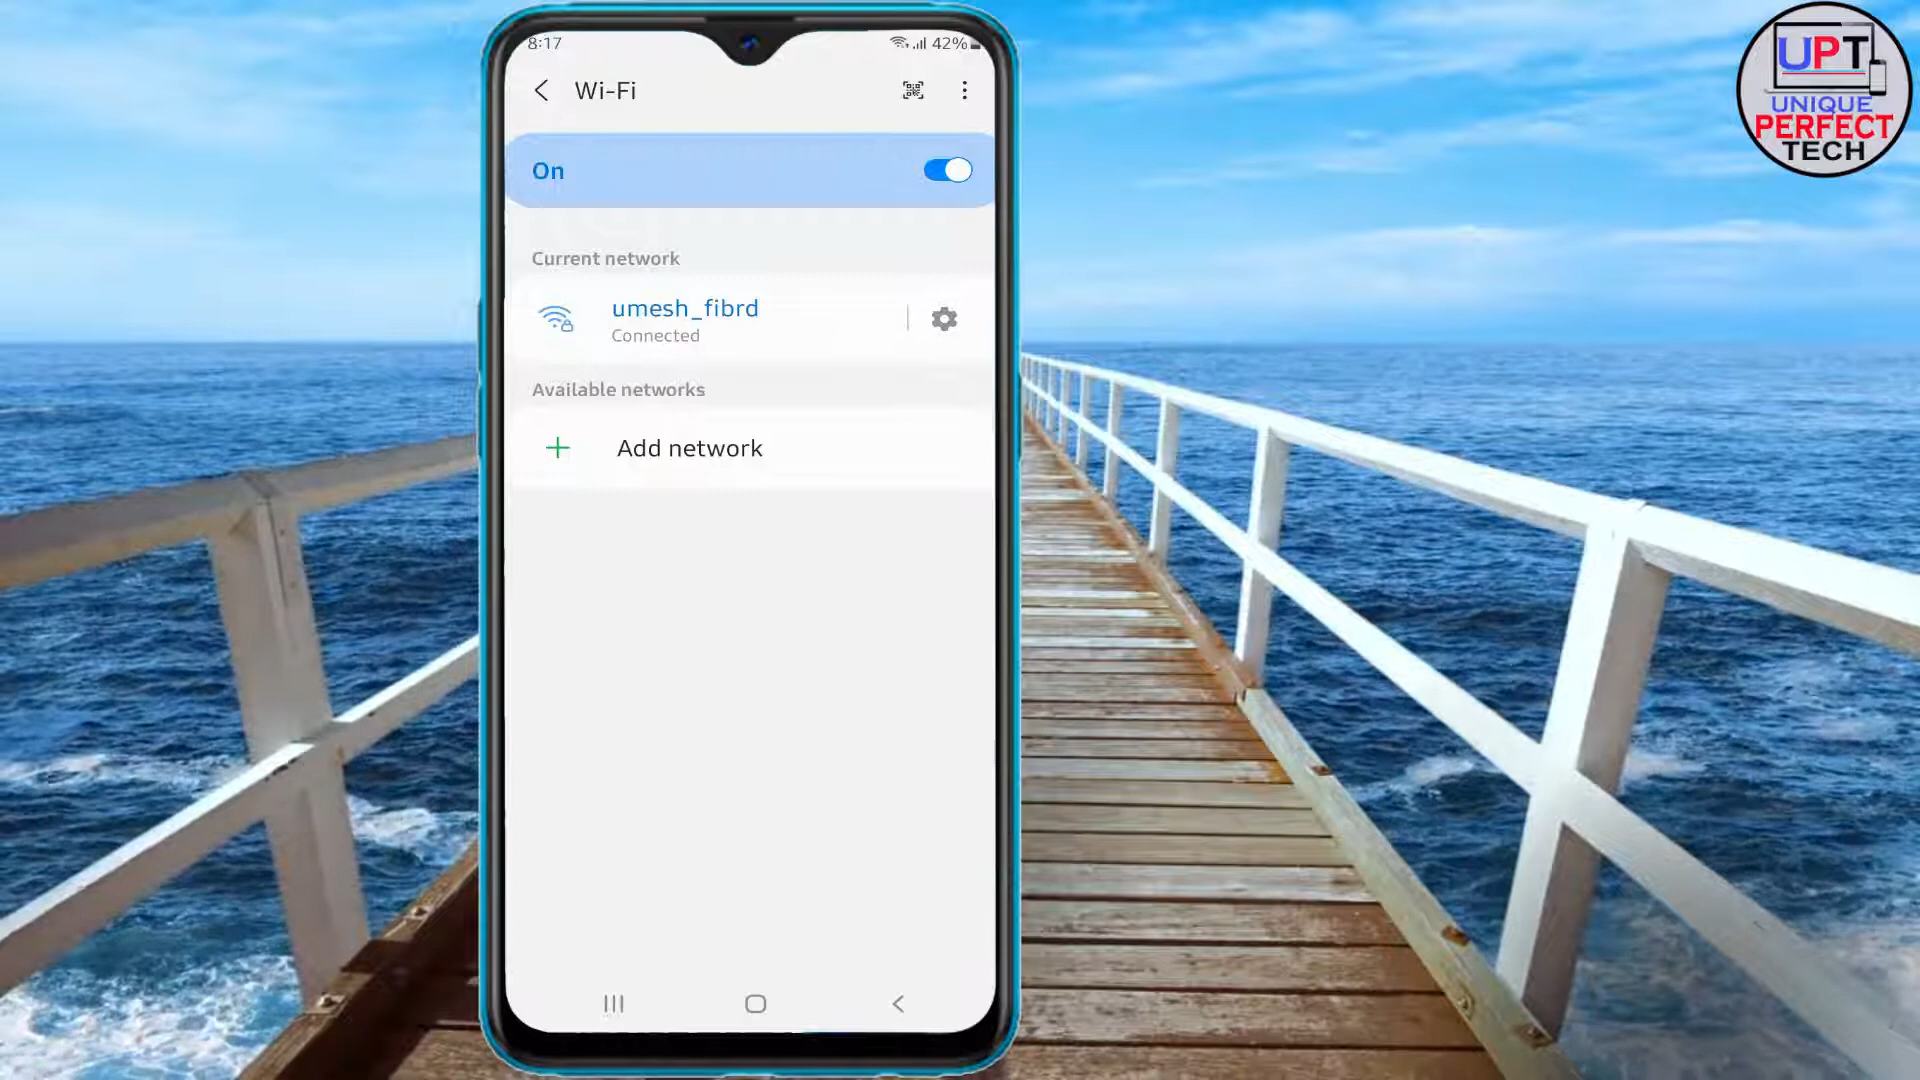 8:17
42%
Wi-Fi
On
Current network
umesh_fibrd
Connected
Available networks
Add network
UPT
UNIQUE
PERFECT
TECH